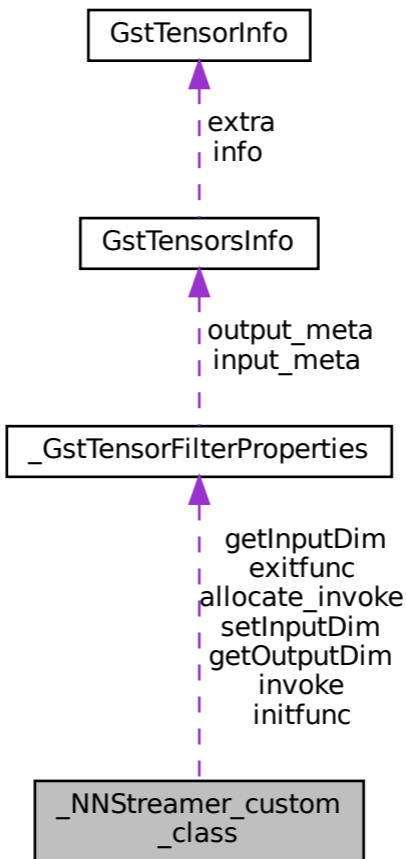 GstTensorInfo
extra
info
GstTensorsInfo
output_meta
input_meta
_GstTensorFilterProperties
getInputDim
exitfunc
allocate_invoke
setInputDim
getOutputDim
invoke
initfunc
_NNStreamer_custom
_class